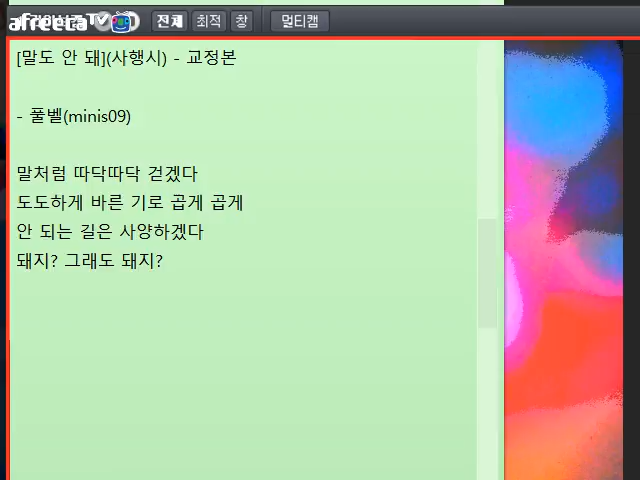 afreecaTV
전체 최적 창 멀티캠
[말도 안 돼](사행시) - 교정본
- 풀벨(minis09)
말처럼 따닥따닥 걷겠다
도도하게 바른 기로 곱게 곱게
안 되는 길은 사양하겠다
돼지? 그래도 돼지?